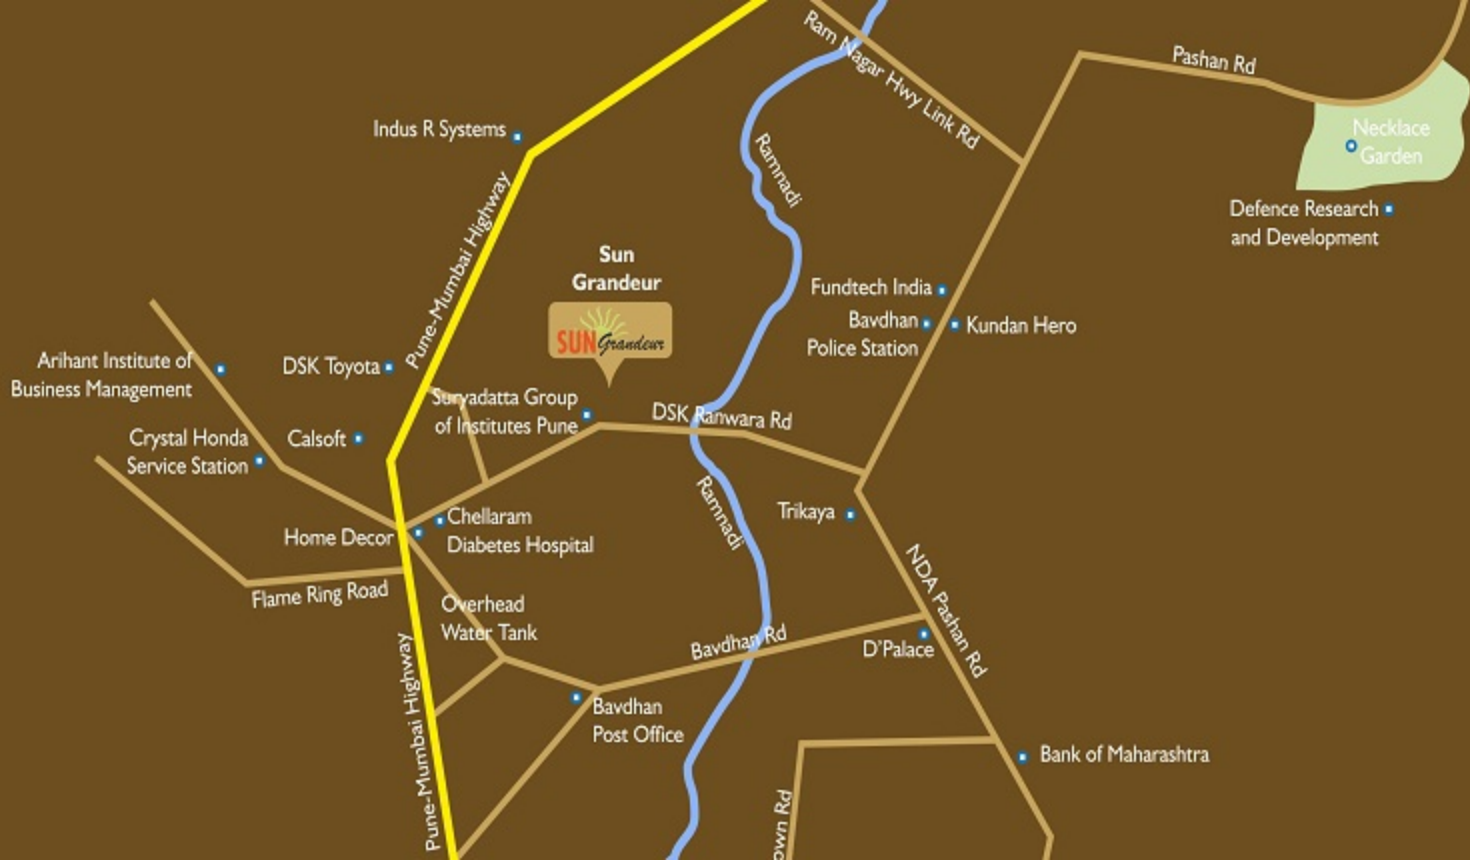 Ram Nagar Hwy Link Rd
Pashan Rd
Indus R Systems
Necklace
Garden
Ramnadi
Defence Research
and Development
Pune-Mumbai Highway
Sun
Grandeur
SUN Grandeur
Fundtech India
Bavdhan
Police Station
Kundan Hero
Arihant Institute of
Business Management
DSK Toyota
Suryadatta Group
of Institutes Pune
DSK Ranwara Rd
Crystal Honda
Service Station
Calsoft
Ramnadi
Trikaya
Chellaram
Diabetes Hospital
Home Decor
NDA Pashan Rd
Flame Ring Road
Overhead
Water Tank
Bavdhan Rd
D'Palace
Pune-Mumbai Highway
Bavdhan
Post Office
Bank of Maharashtra
own Rd